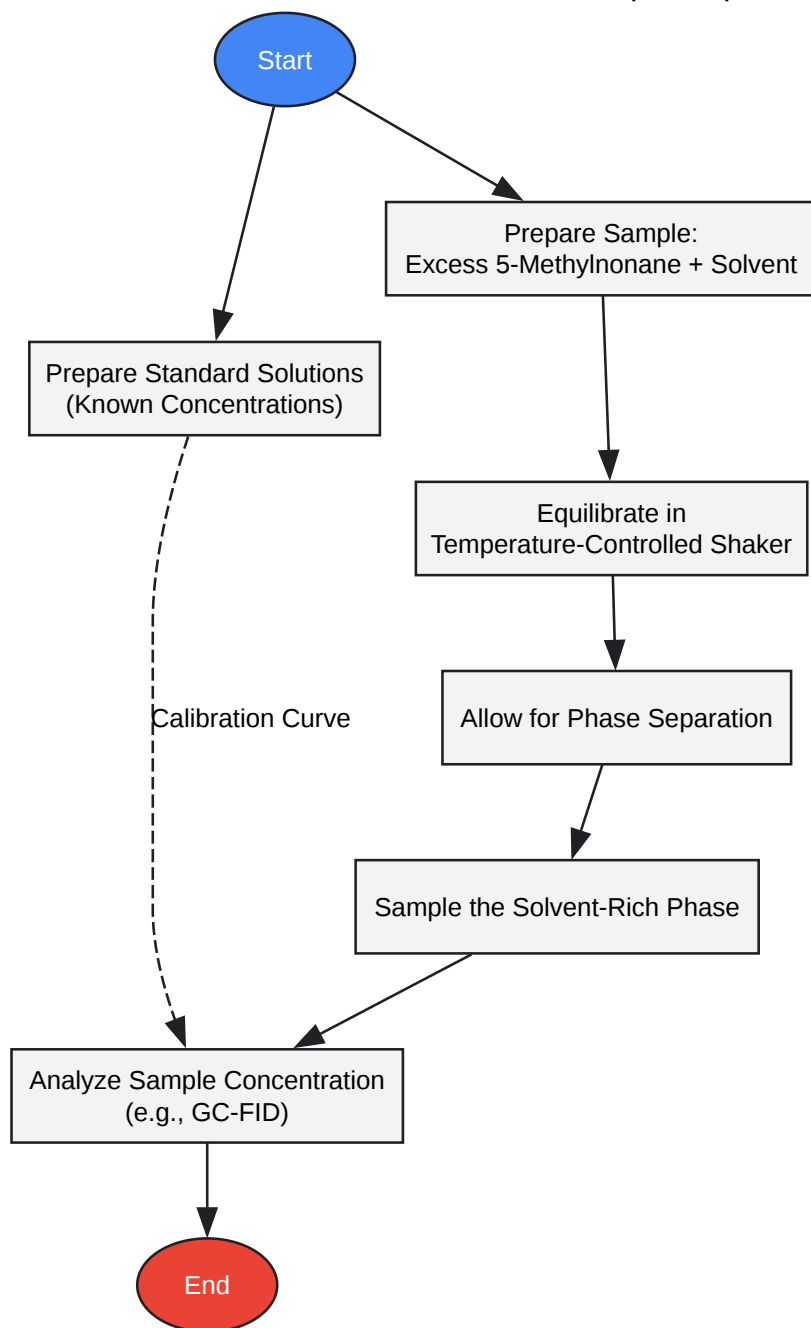 Start
Prepare Sample:
Excess 5-Methylnonane + Solvent
Prepare Standard Solutions
(Known Concentrations)
Equilibrate in
Temperature-Controlled Shaker
Calibration Curve
Allow for Phase Separation
Sample the Solvent-Rich Phase
Analyze Sample Concentration
(e.g., GC-FID)
End